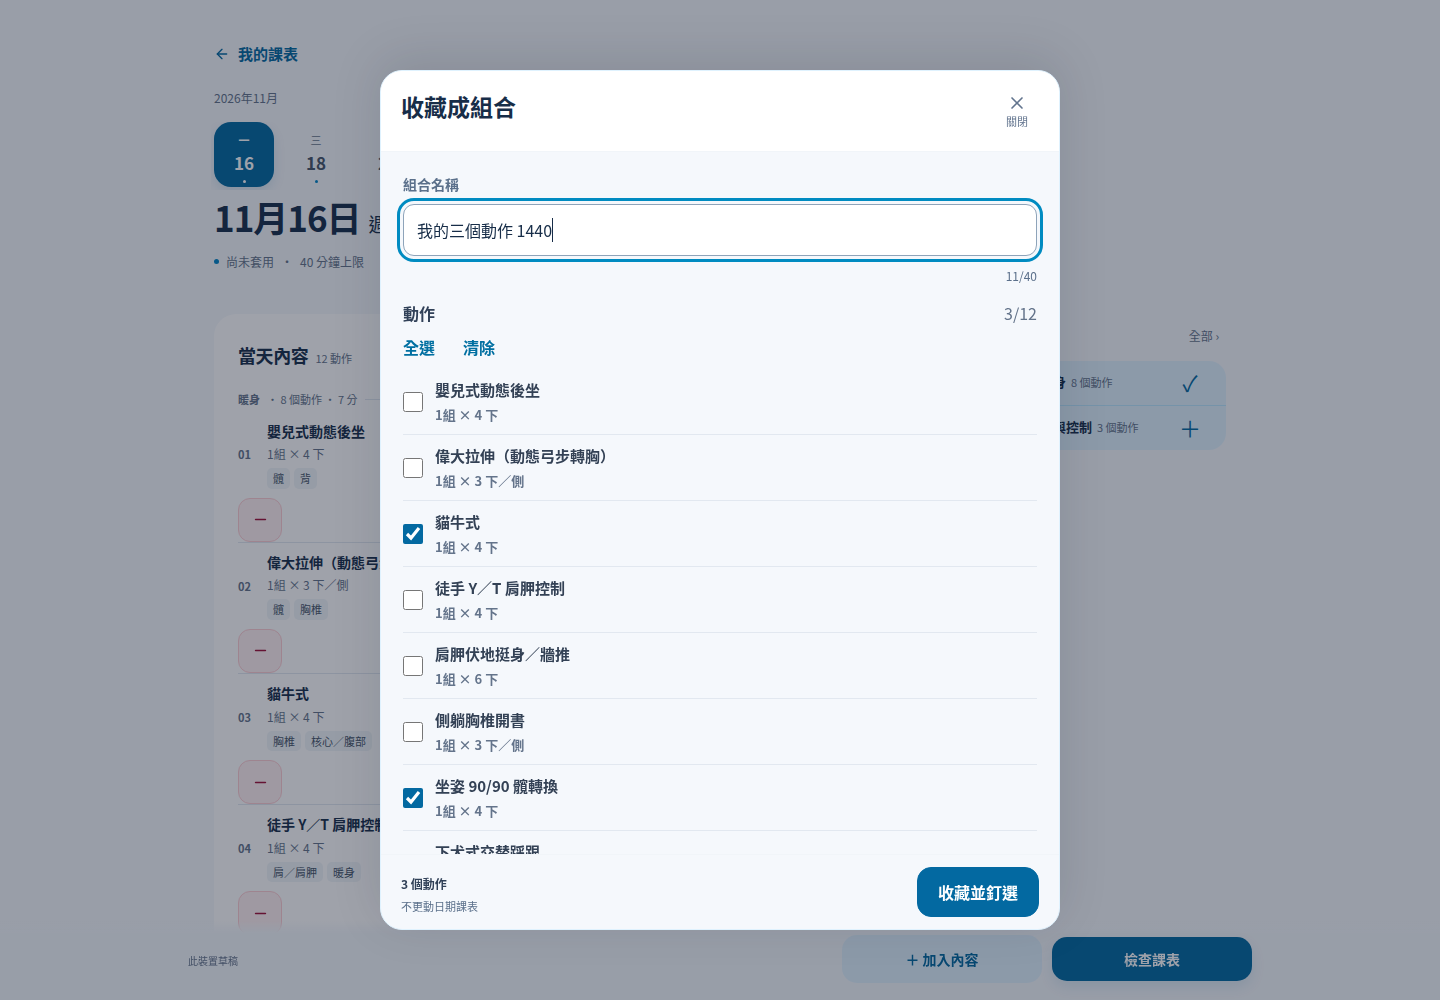 我的課表
2026年11月
一
16
三
18
11月16日
尚未套用 · 40 分鐘上限
當天內容 12 動作
暖身 · 8 個動作 · 7 分
01
嬰兒式動態後坐
1組 × 4 下
髖 背
02
偉大拉伸（動態弓
1組 × 3 下／側
髖 胸椎
03
貓牛式
1組 × 4 下
胸椎 核心／腹部
04
徒手 Y／T 肩胛控制
1組 × 4 下
肩／肩胛 暖身
收藏成組合
關閉
組合名稱
我的三個動作 1440
11/40
動作
3/12
全選 清除
嬰兒式動態後坐
1組 × 4 下
偉大拉伸（動態弓步轉胸）
1組 × 3 下／側
貓牛式
1組 × 4 下
徒手 Y／T 肩胛控制
1組 × 4 下
肩胛伏地挺身／牆推
1組 × 6 下
側躺胸椎開書
1組 × 3 下／側
坐姿 90/90 髖轉換
1組 × 4 下
下犬式交替踩跟
3 個動作
不更動日期課表
收藏並釘選
全部 ›
8 個動作
與控制 3 個動作
此裝置草稿
＋ 加入內容
檢查課表